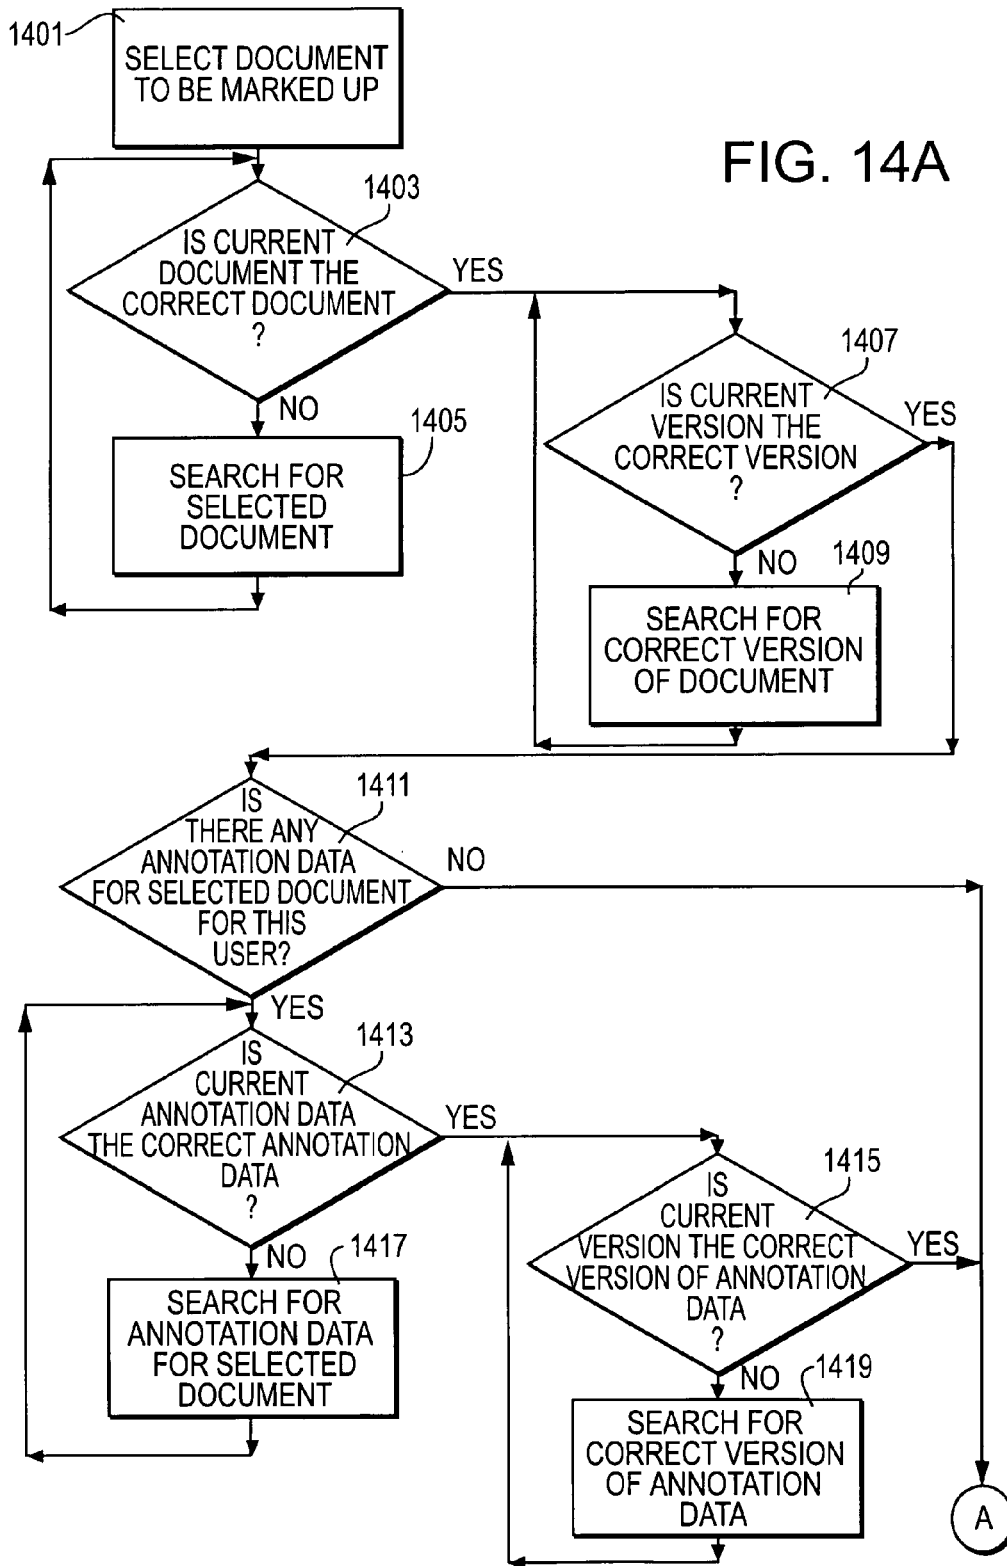 1401
SELECT DOCUMENT
TO BE MARKED UP
FIG. 14A
1403
IS CURRENT
DOCUMENT THE
CORRECT DOCUMENT
?
YES
NO
1405
SEARCH FOR
SELECTED
DOCUMENT
1407
IS CURRENT
VERSION THE
CORRECT VERSION
?
YES
NO
1409
SEARCH FOR
CORRECT VERSION
OF DOCUMENT
1411
IS
THERE ANY
ANNOTATION DATA
FOR SELECTED DOCUMENT
FOR THIS
USER?
NO
YES
1413
IS
CURRENT
ANNOTATION DATA
THE CORRECT ANNOTATION
DATA
?
YES
NO
1417
SEARCH FOR
ANNOTATION DATA
FOR SELECTED
DOCUMENT
1415
IS
CURRENT
VERSION THE CORRECT
VERSION OF ANNOTATION
DATA
?
YES
NO
1419
SEARCH FOR
CORRECT VERSION
OF ANNOTATION
DATA
A